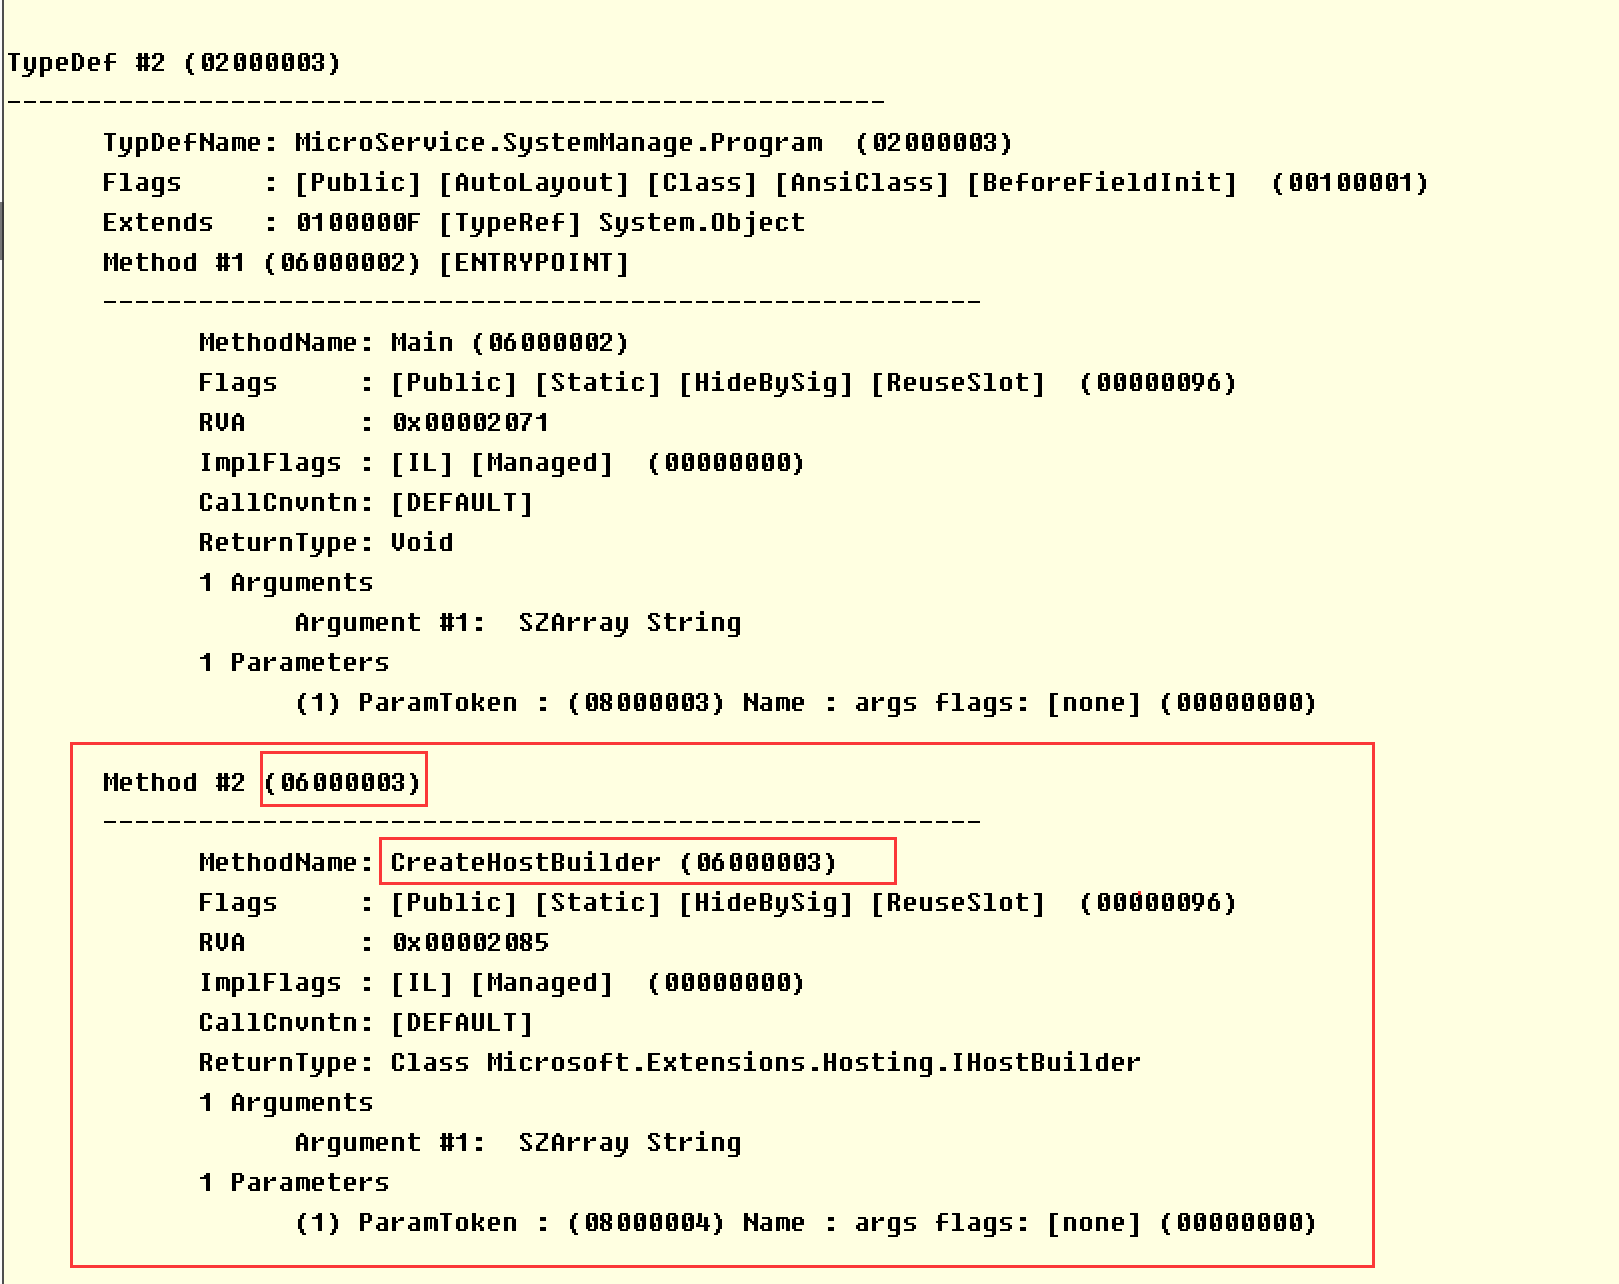 TypeDef #2 (02000003)
-------------------------------------------------------
TypDefName: MicroService.SystemManage.Program  (02000003)
Flags     : [Public] [AutoLayout] [Class] [AnsiClass] [BeforeFieldInit]  (00100001)
Extends   : 0100000F [TypeRef] System.Object
Method #1 (06000002) [ENTRYPOINT]
-------------------------------------------------------
MethodName: Main (06000002)
Flags     : [Public] [Static] [HideBySig] [ReuseSlot]  (00000096)
RVA       : 0x00002071
ImplFlags : [IL] [Managed]  (00000000)
CallCnvntn: [DEFAULT]
ReturnType: Void
1 Arguments
Argument #1:  SZArray String
1 Parameters
(1) ParamToken : (08000003) Name : args flags: [none] (00000000)
Method #2 (06000003)
-------------------------------------------------------
MethodName: CreateHostBuilder (06000003)
Flags     : [Public] [Static] [HideBySig] [ReuseSlot]  (00000096)
RVA       : 0x00002085
ImplFlags : [IL] [Managed]  (00000000)
CallCnvntn: [DEFAULT]
ReturnType: Class Microsoft.Extensions.Hosting.IHostBuilder
1 Arguments
Argument #1:  SZArray String
1 Parameters
(1) ParamToken : (08000004) Name : args flags: [none] (00000000)